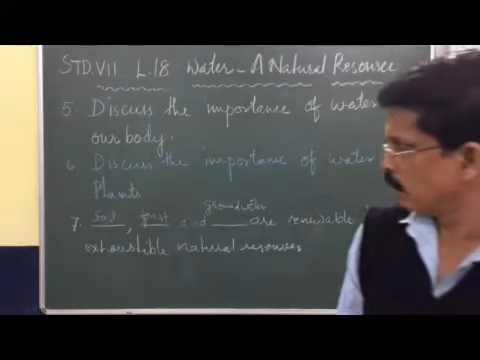 STD. VII L.18. Water - A Natural Resource
5. Discuss the importance of water
our body.
6. Discuss the importance of water
Plants
groundwater
7. Soil, forest and ____ are renewable
exhaustible natural resources